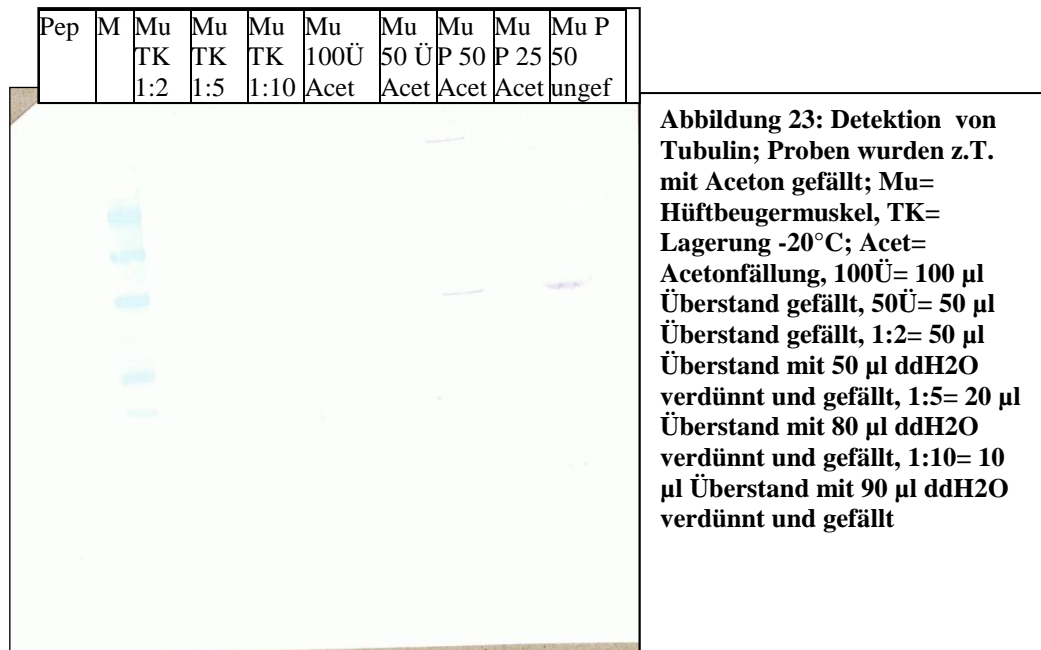 Pep M Mu Mu Mu Mu Mu Mu Mu Mu P
TK TK TK 100Ü 50 Ü P 50 P 25 50
1:2 1:5 1:10 Acet Acet Acet Acet ungef
Abbildung 23: Detektion von
Tubulin; Proben wurden z.T.
mit Aceton gefällt; Mu=
Hüftbeugermuskel, TK=
Lagerung -20°C; Acet=
Acetonfällung, 100Ü= 100 µl
Überstand gefällt, 50Ü= 50 µl
Überstand gefällt, 1:2= 50 µl
Überstand mit 50 µl ddH2O
verdünnt und gefällt, 1:5= 20 µl
Überstand mit 80 µl ddH2O
verdünnt und gefällt, 1:10= 10
µl Überstand mit 90 µl ddH2O
verdünnt und gefällt